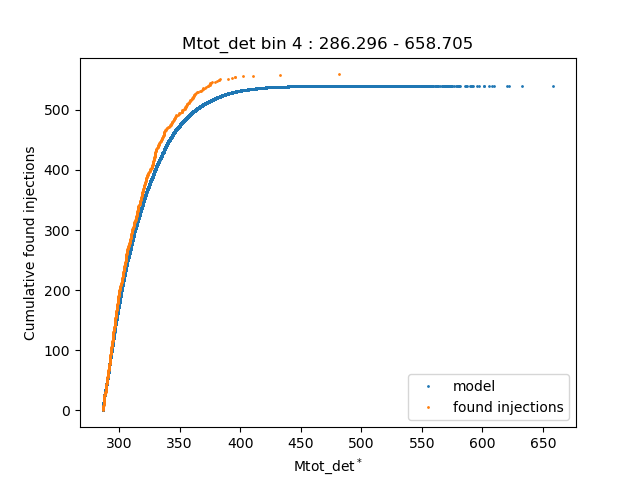 Mtot_det bin 4 : 286.296 - 658.705
Cumulative found injections
500
400
300
200
100
0
300 350 400 450 500 550 600 650
Mtot_det*
model
found injections